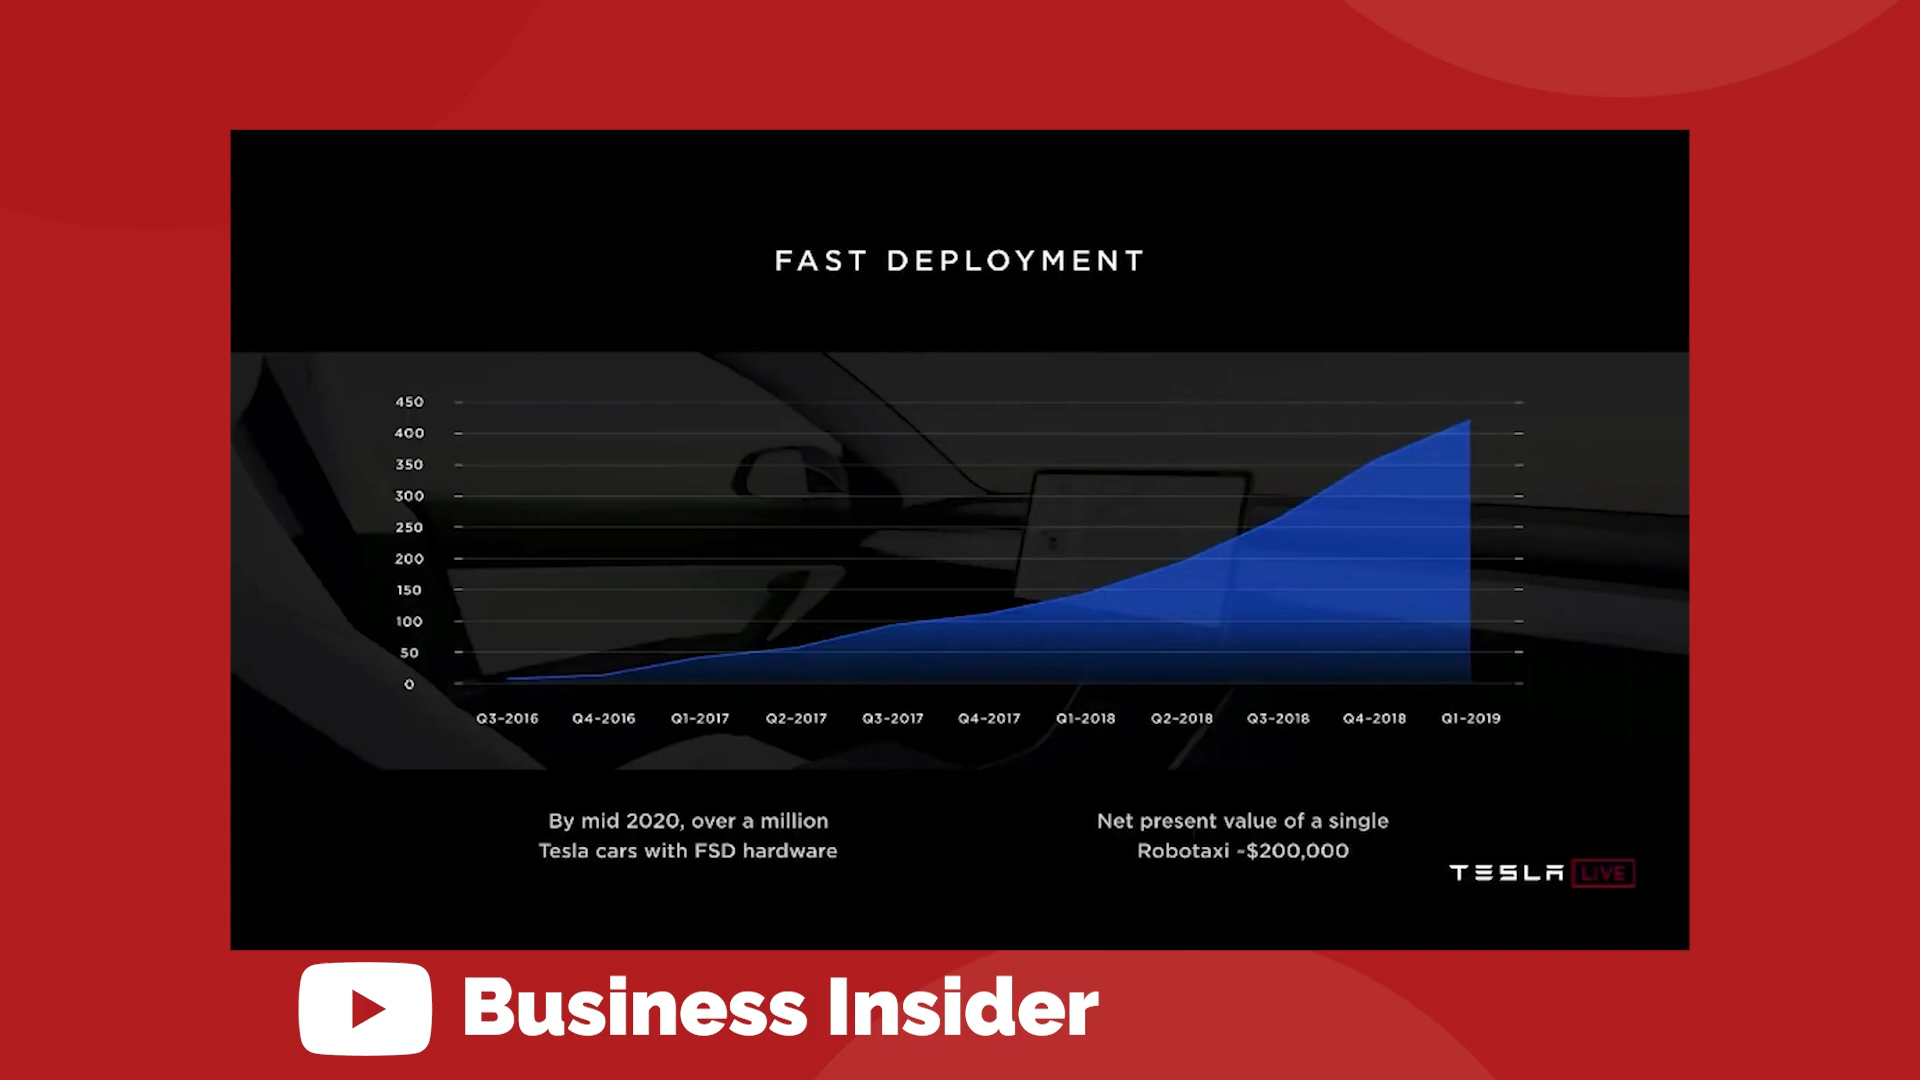 FAST DEPLOYMENT
450
400
350
300
250
200
150
100
50
0
Q3-2016 Q4-2016 Q1-2017 Q2-2017 Q3-2017 Q4-2017 Q1-2018 Q2-2018 Q3-2018 Q4-2018 Q1-2019
By mid 2020, over a million
Tesla cars with FSD hardware
Net present value of a single
Robotaxi ~$200,000
TESLA LIVE
Business Insider